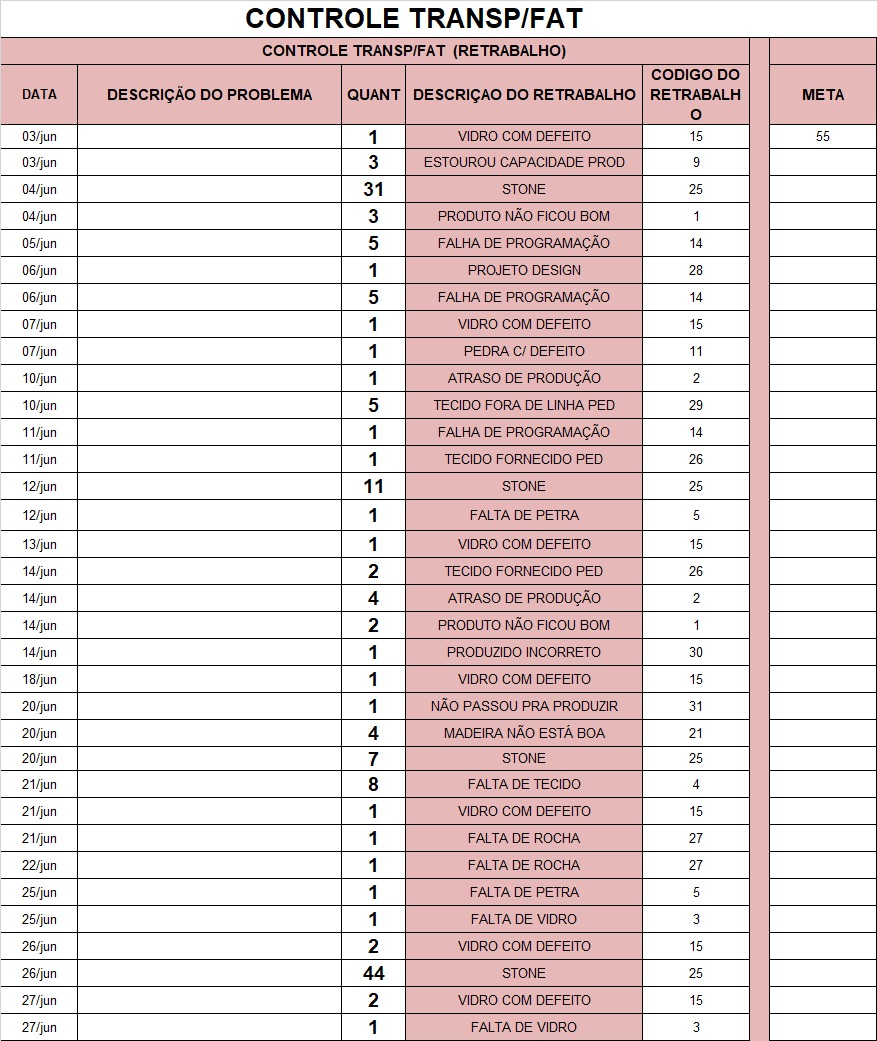 CONTROLE TRANSP/FAT
CONTROLE TRANSP/FAT (RETRABALHO)
DATA DESCRIÇÃO DO PROBLEMA QUANT DESCRIÇAO DO RETRABALHO CODIGO DO RETRABALH O META
03/jun 1 VIDRO COM DEFEITO 15 55
03/jun 3 ESTOUROU CAPACIDADE PROD 9
04/jun 31 STONE 25
04/jun 3 PRODUTO NÃO FICOU BOM 1
05/jun 5 FALHA DE PROGRAMAÇÃO 14
06/jun 1 PROJETO DESIGN 28
06/jun 5 FALHA DE PROGRAMAÇÃO 14
07/jun 1 VIDRO COM DEFEITO 15
07/jun 1 PEDRA C/ DEFEITO 11
10/jun 1 ATRASO DE PRODUÇÃO 2
10/jun 5 TECIDO FORA DE LINHA PED 29
11/jun 1 FALHA DE PROGRAMAÇÃO 14
11/jun 1 TECIDO FORNECIDO PED 26
12/jun 11 STONE 25
12/jun 1 FALTA DE PETRA 5
13/jun 1 VIDRO COM DEFEITO 15
14/jun 2 TECIDO FORNECIDO PED 26
14/jun 4 ATRASO DE PRODUÇÃO 2
14/jun 2 PRODUTO NÃO FICOU BOM 1
14/jun 1 PRODUZIDO INCORRETO 30
18/jun 1 VIDRO COM DEFEITO 15
20/jun 1 NÃO PASSOU PRA PRODUZIR 31
20/jun 4 MADEIRA NÃO ESTÁ BOA 21
20/jun 7 STONE 25
21/jun 8 FALTA DE TECIDO 4
21/jun 1 VIDRO COM DEFEITO 15
21/jun 1 FALTA DE ROCHA 27
22/jun 1 FALTA DE ROCHA 27
25/jun 1 FALTA DE PETRA 5
25/jun 1 FALTA DE VIDRO 3
26/jun 2 VIDRO COM DEFEITO 15
26/jun 44 STONE 25
27/jun 2 VIDRO COM DEFEITO 15
27/jun 1 FALTA DE VIDRO 3